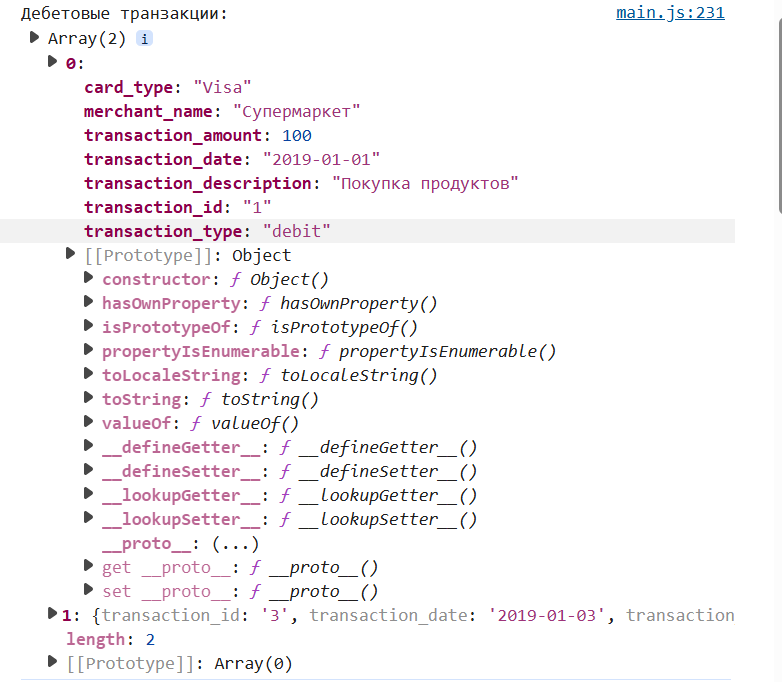 Дебетовые транзакции: main.js:231
Array(2) i
0:
card_type: "Visa"
merchant_name: "Супермаркет"
transaction_amount: 100
transaction_date: "2019-01-01"
transaction_description: "Покупка продуктов"
transaction_id: "1"
transaction_type: "debit"
[[Prototype]]: Object
constructor: ƒ Object()
hasOwnProperty: ƒ hasOwnProperty()
isPrototypeOf: ƒ isPrototypeOf()
propertyIsEnumerable: ƒ propertyIsEnumerable()
toLocaleString: ƒ toLocaleString()
toString: ƒ toString()
valueOf: ƒ valueOf()
__defineGetter__: ƒ __defineGetter__()
__defineSetter__: ƒ __defineSetter__()
__lookupGetter__: ƒ __lookupGetter__()
__lookupSetter__: ƒ __lookupSetter__()
__proto__: (...)
get __proto__: ƒ __proto__()
set __proto__: ƒ __proto__()
1: {transaction_id: '3', transaction_date: '2019-01-03', transaction
length: 2
[[Prototype]]: Array(0)